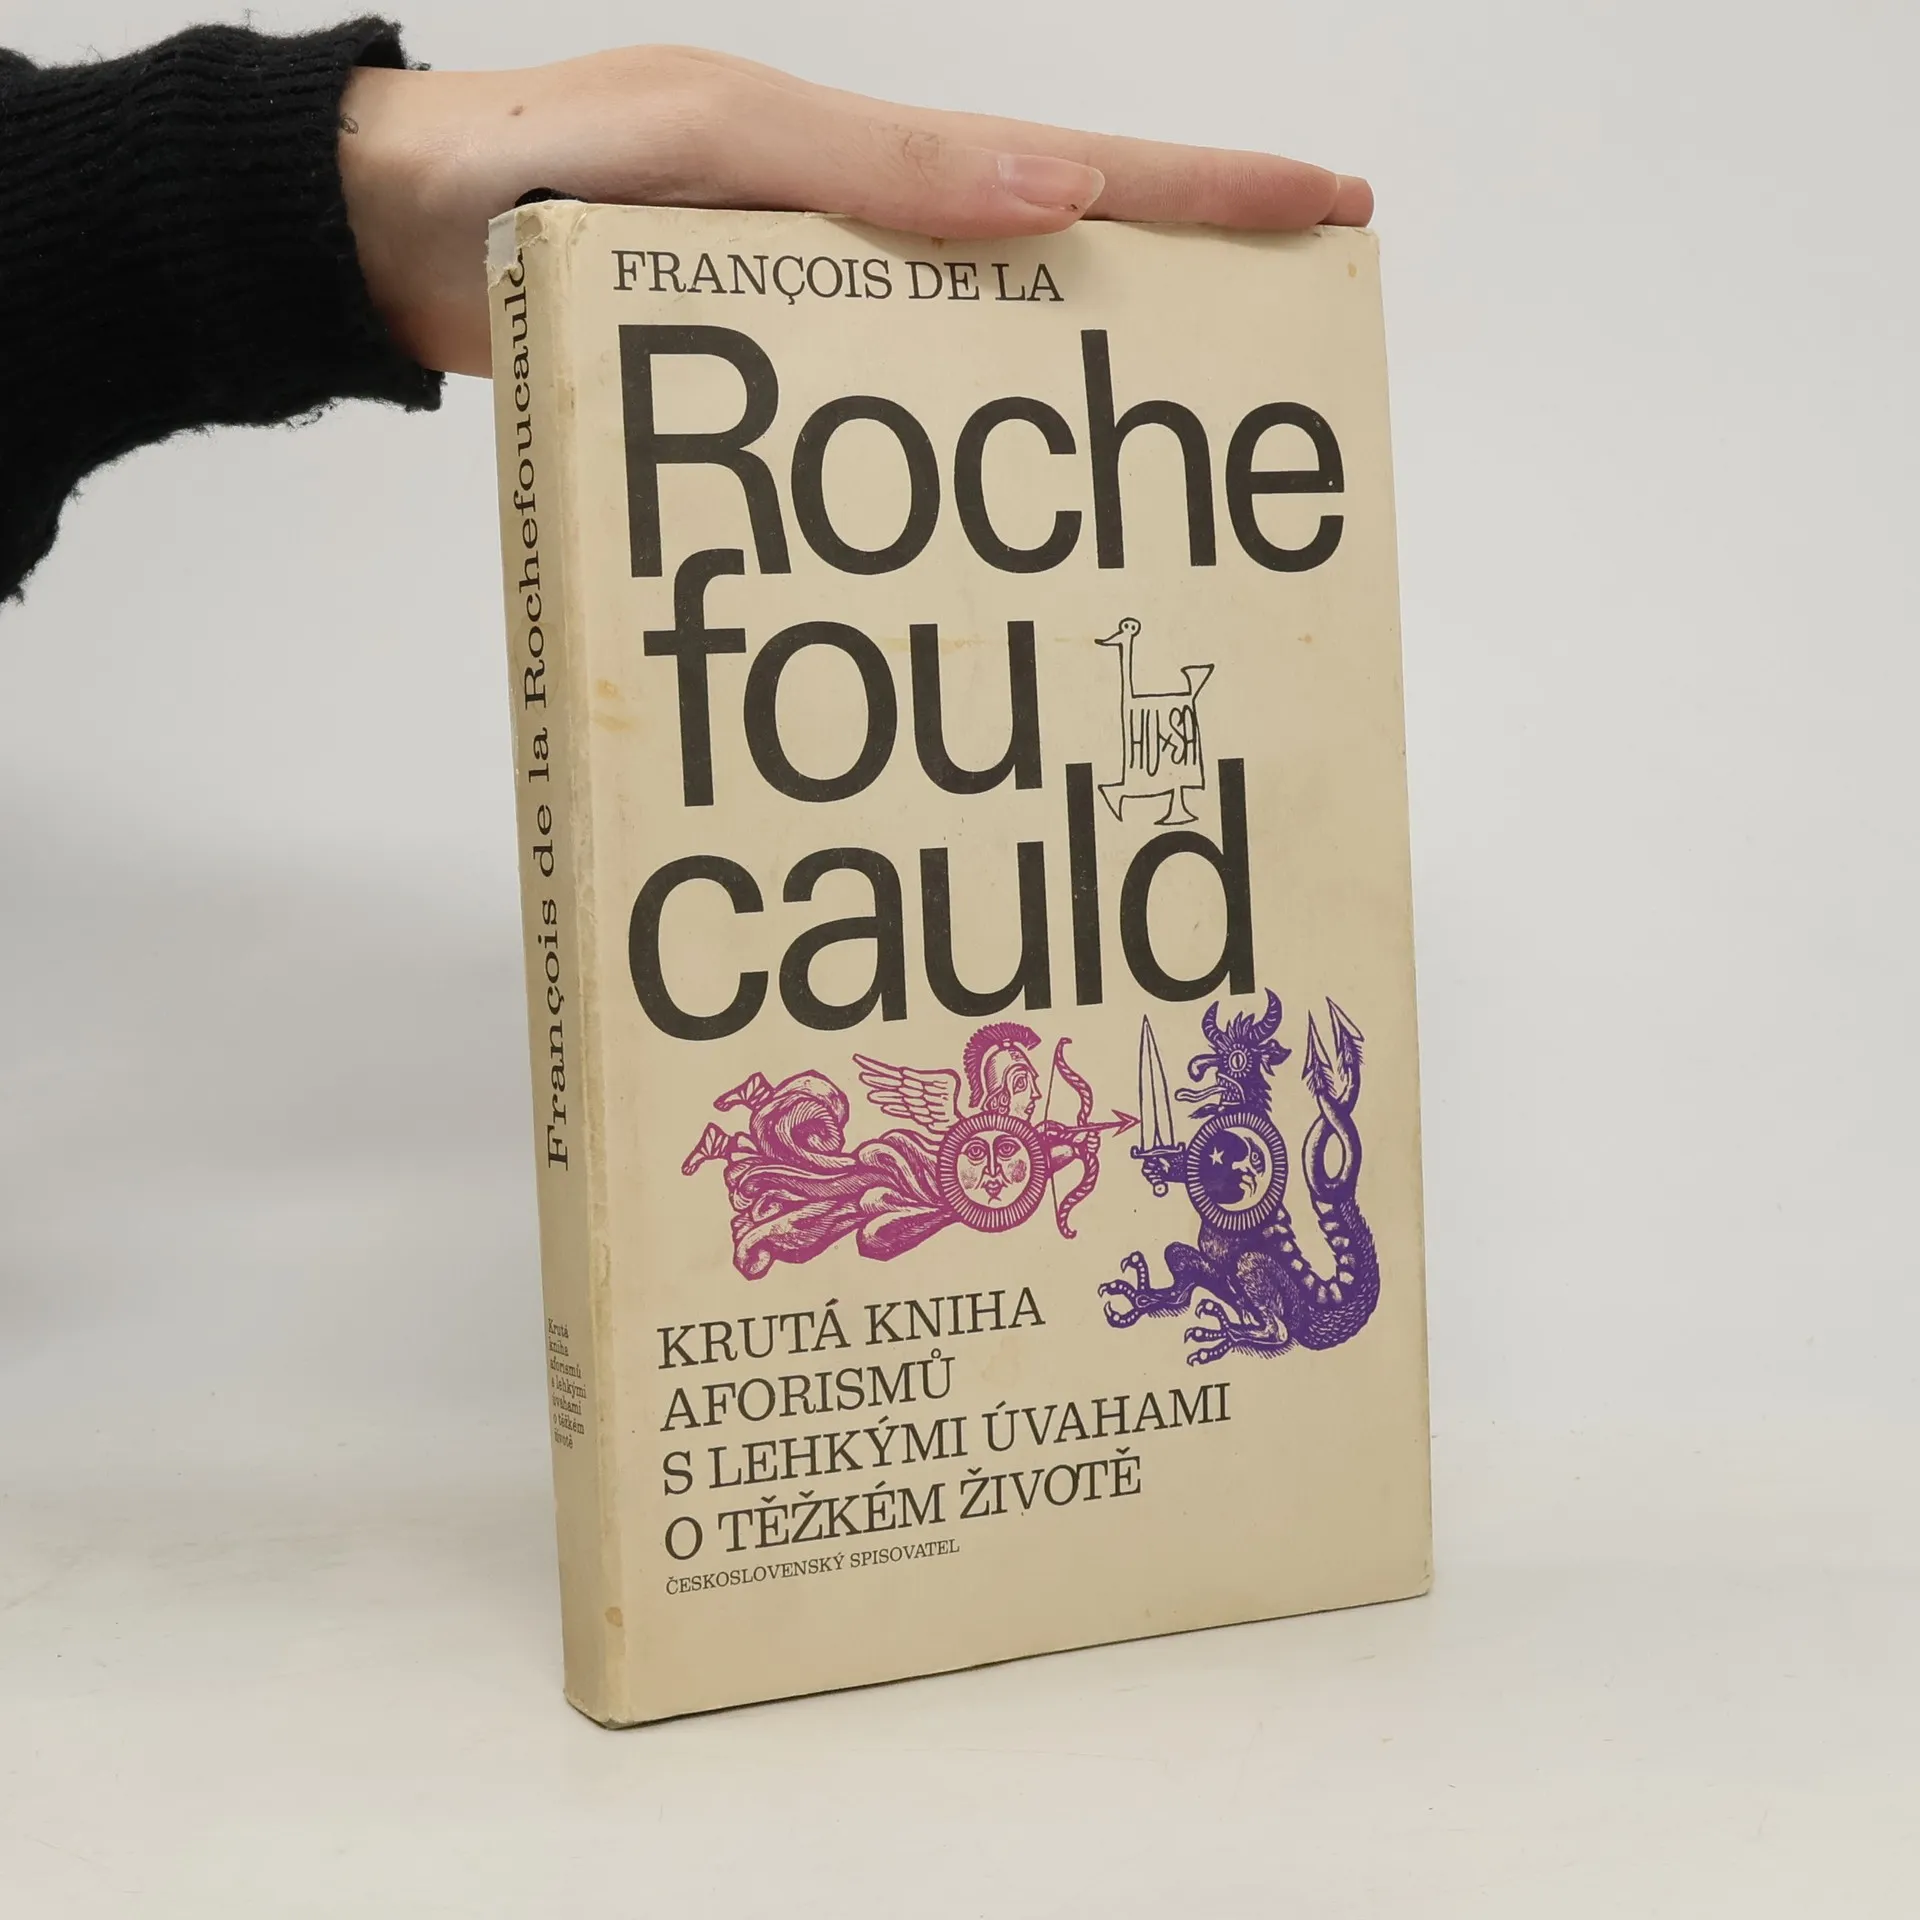 FRANÇOIS DE LA
Roche
fou
cauld
HU+SA
KRUTÁ KNIHA
AFORISMŮ
S LEHKÝMI ÚVAHAMI
O TĚŽKÉM ŽIVOTĚ
ČESKOSLOVENSKÝ SPISOVATEL
François de la Rochefoucauld
Krutá
kniha
aforismů
s lehkými
úvahami
o těžkém
životě